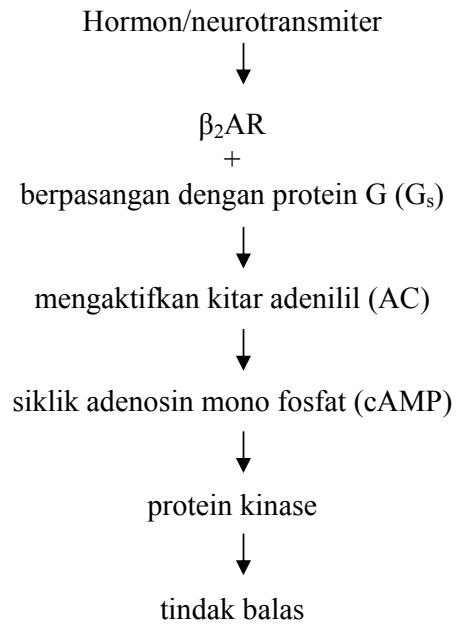 Hormon/neurotransmiter
β₂AR
+
berpasangan dengan protein G (Gₛ)
mengaktifkan kitar adenilil (AC)
siklik adenosin mono fosfat (cAMP)
protein kinase
tindak balas